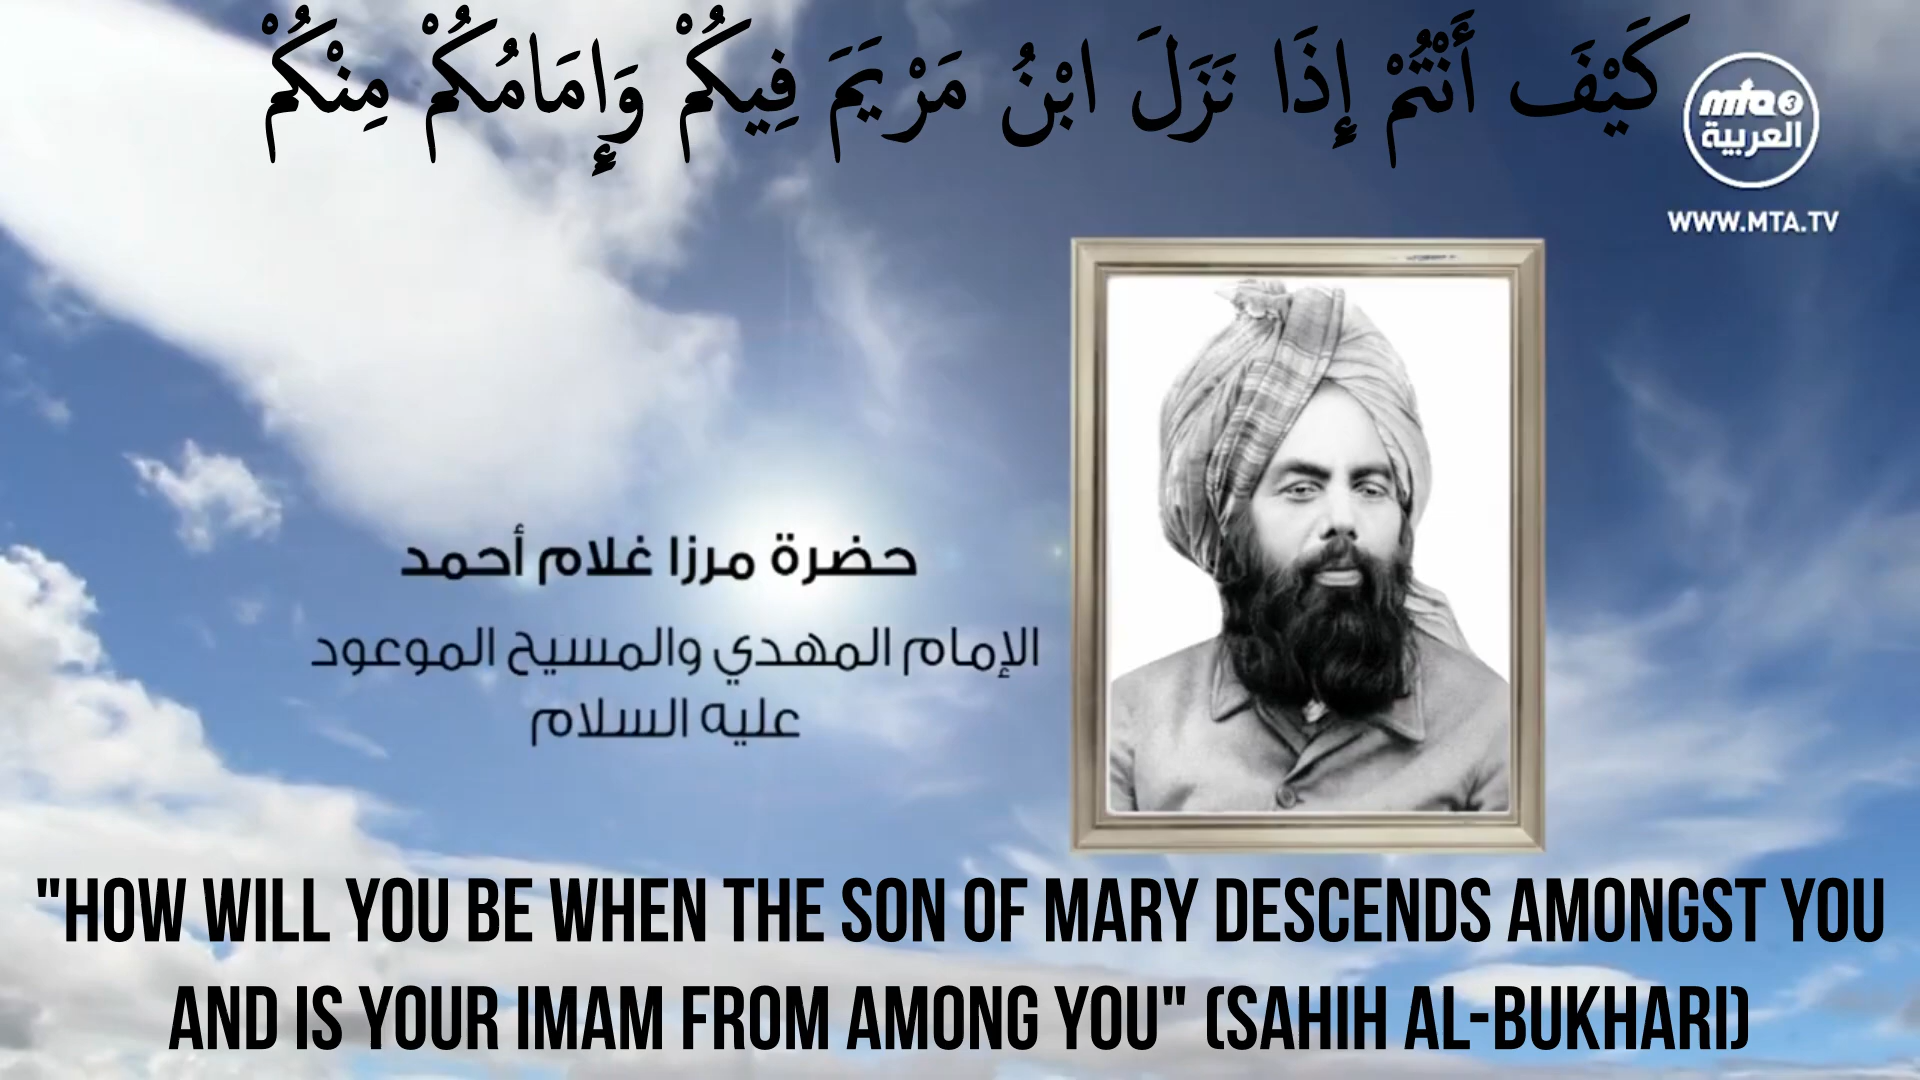 كَيْفَ أَنْتُمْ إِذَا نَزَلَ ابْنُ مَرْيَمَ فِيكُمْ وَإِمَامُكُمْ مِنْكُمْ
mta3
العربية
WWW.MTA.TV
حضرة مرزا غلام أحمد
الإمام المهدي والمسيح الموعود
عليه السلام
"HOW WILL YOU BE WHEN THE SON OF MARY DESCENDS AMONGST YOU
AND IS YOUR IMAM FROM AMONG YOU" (SAHIH AL-BUKHARI)